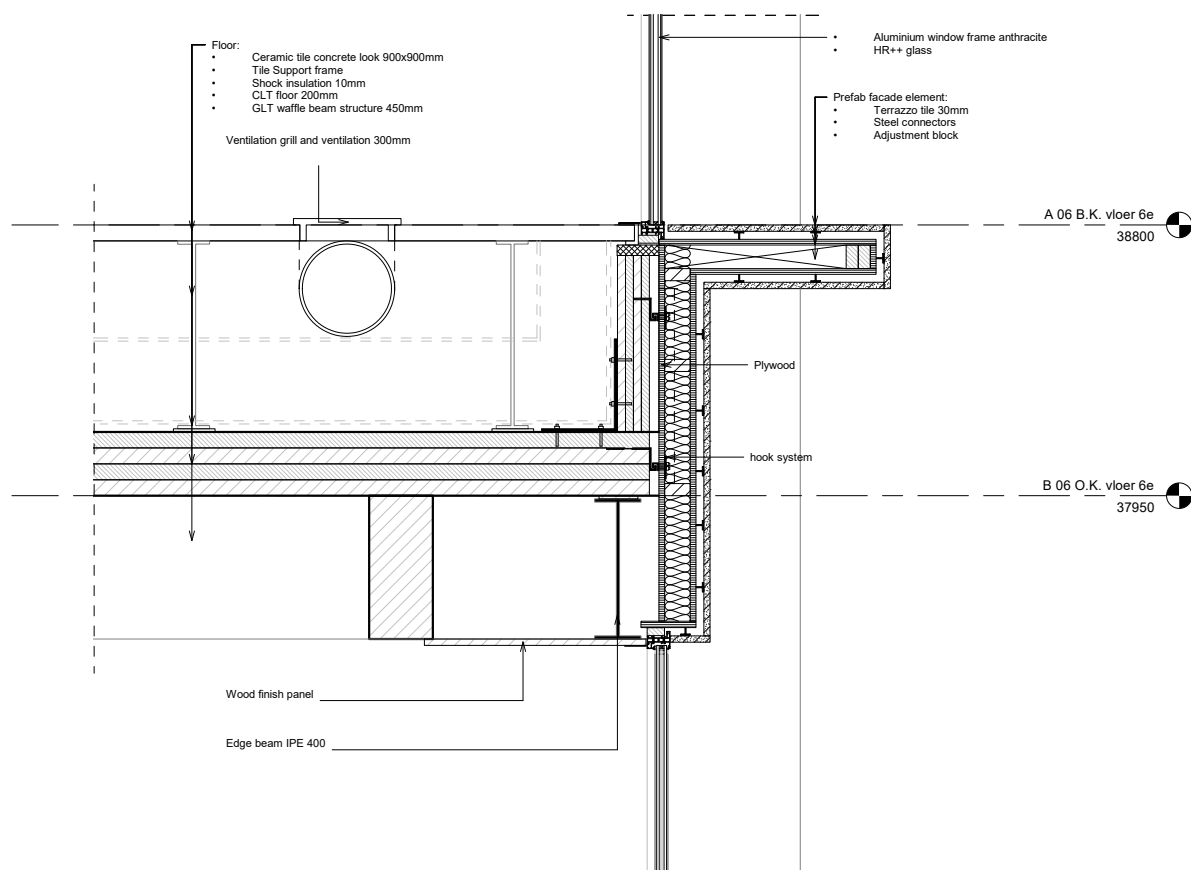 Floor:
• Ceramic tile concrete look 900x900mm
• Tile Support frame
• Shock insulation 10mm
• CLT floor 200mm
• GLT waffle beam structure 450mm
Ventilation grill and ventilation 300mm
• Aluminium window frame anthracite
• HR++ glass
Prefab facade element:
• Terrazzo tile 30mm
• Steel connectors
• Adjustment block
A 06 B.K. vloer 6e
38800
Plywood
hook system
B 06 O.K. vloer 6e
37950
Wood finish panel
Edge beam IPE 400